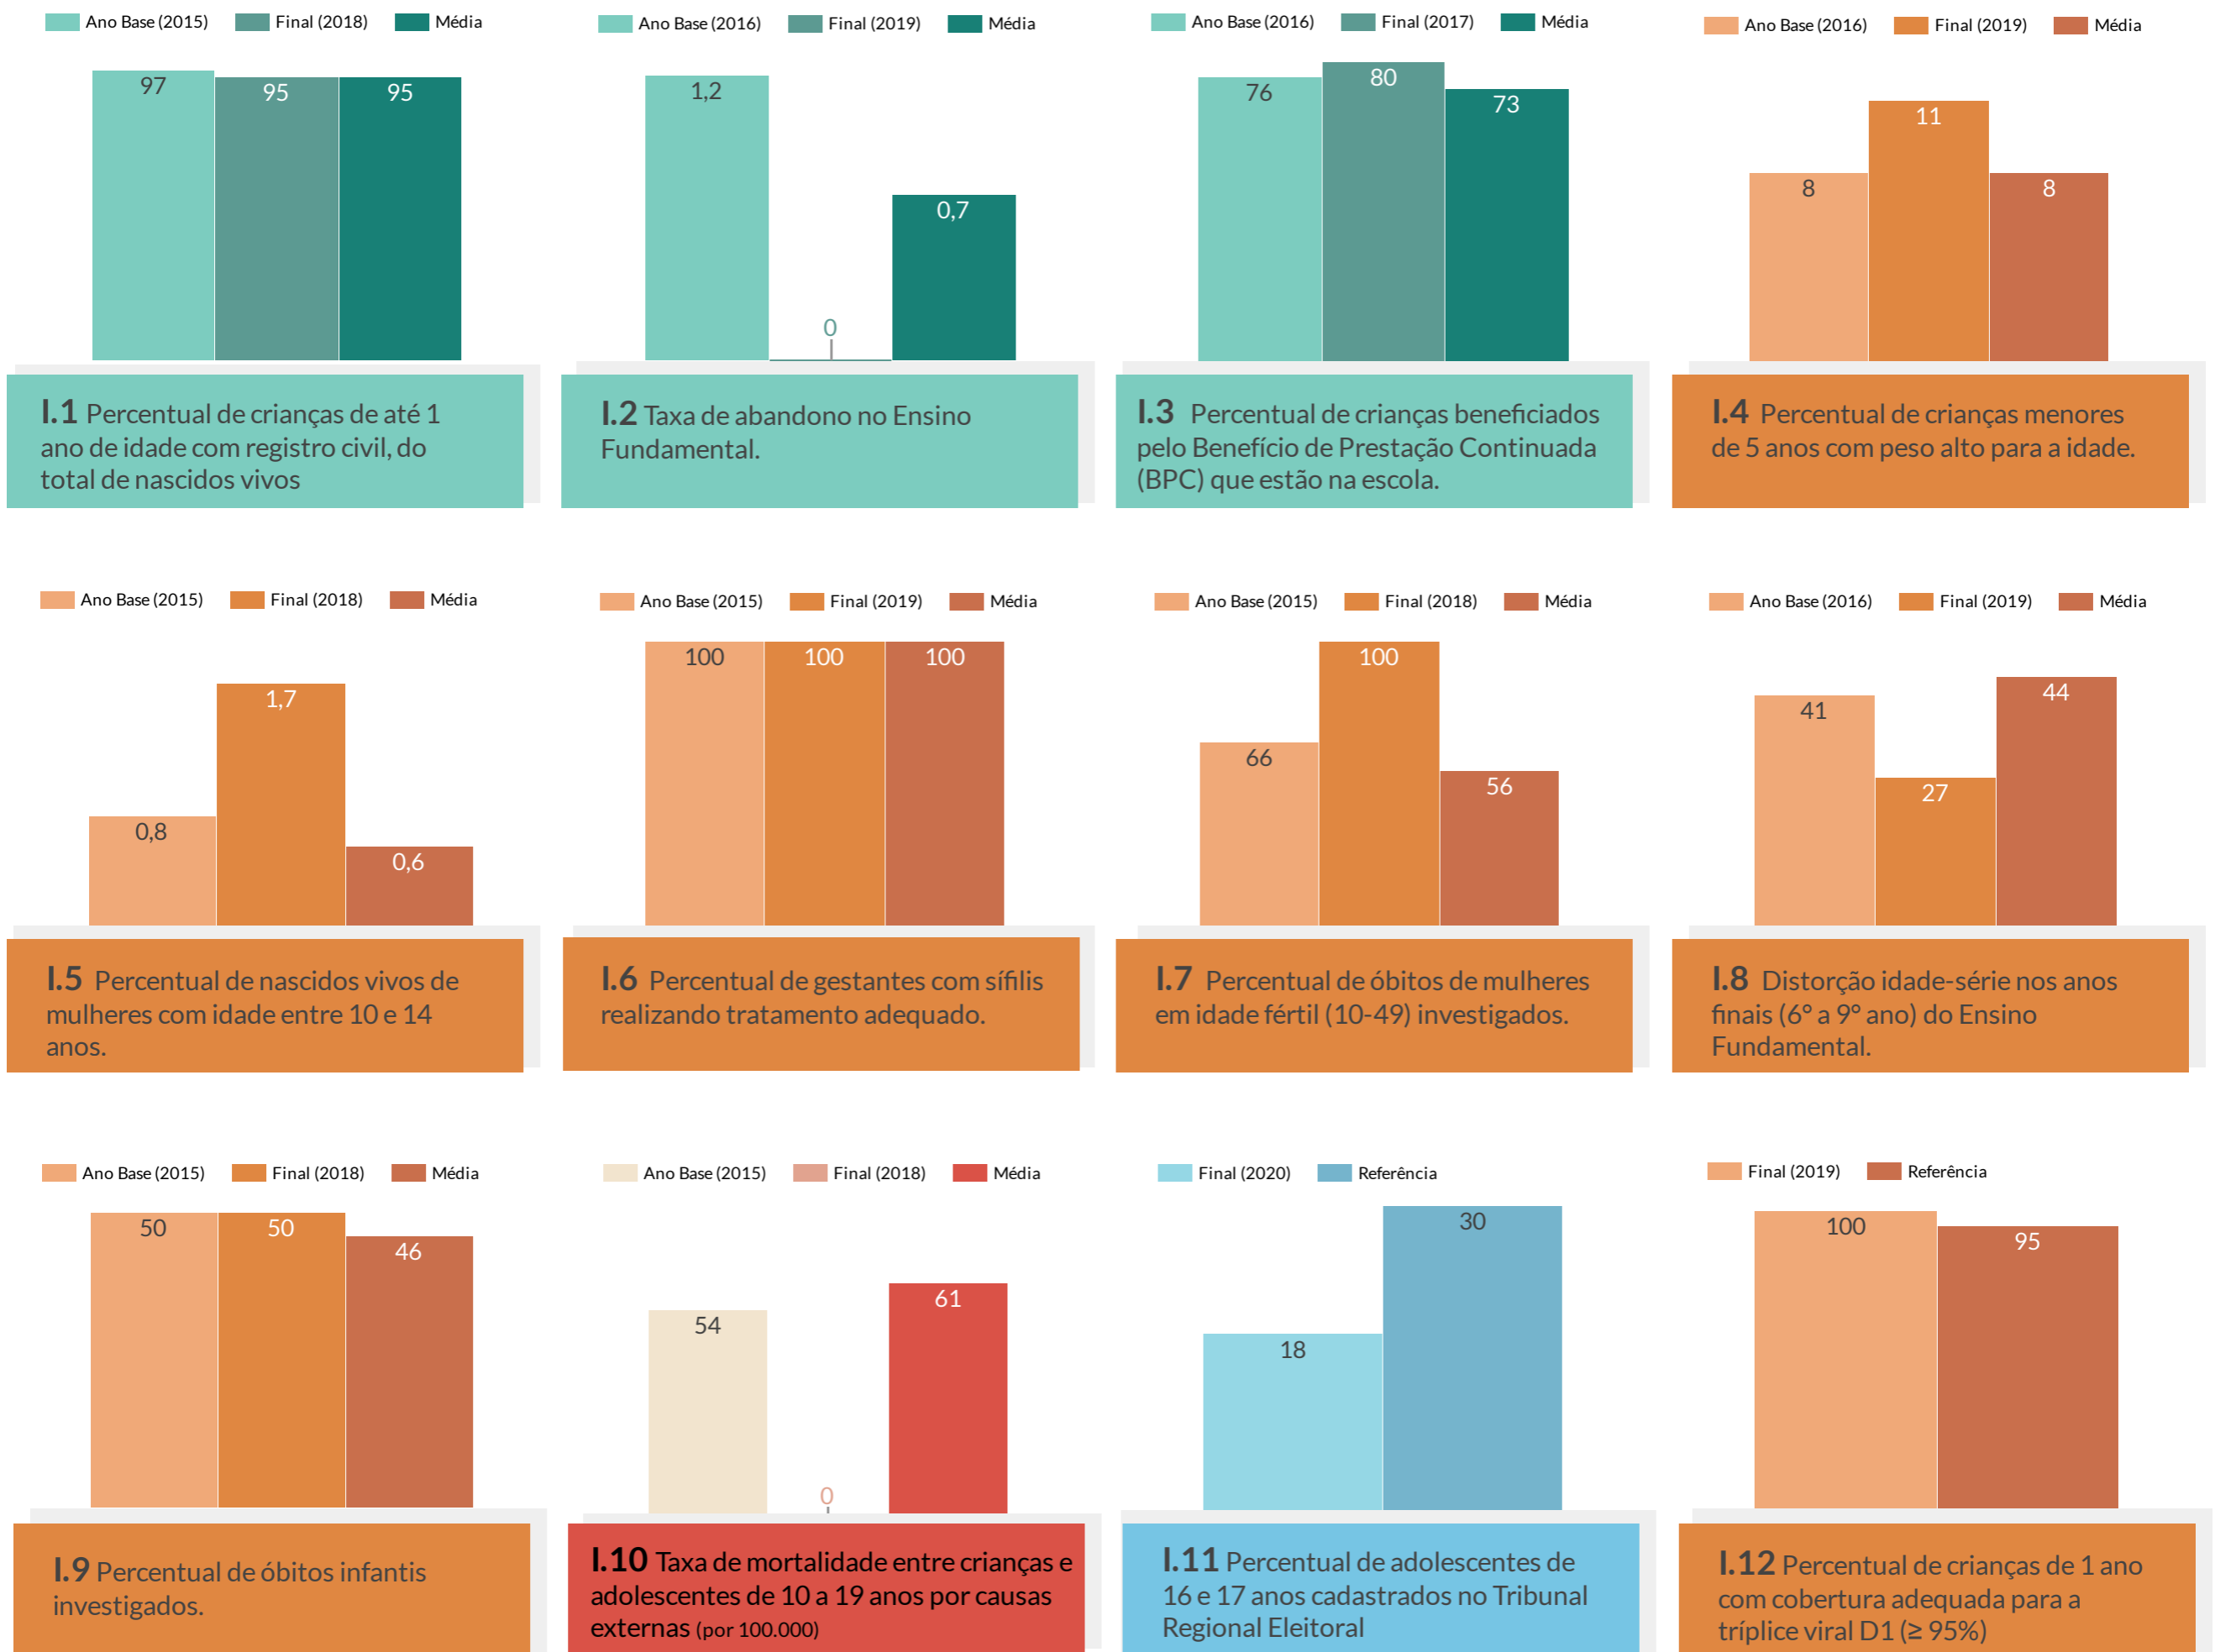 Ano Base (2015) Final (2018) Média
97 95 95
I.1 Percentual de crianças de até 1
ano de idade com registro civil, do
total de nascidos vivos
Ano Base (2016) Final (2019) Média
1,2 0 0,7
I.2 Taxa de abandono no Ensino
Fundamental.
Ano Base (2016) Final (2017) Média
76 80 73
I.3 Percentual de crianças beneficiados
pelo Benefício de Prestação Continuada
(BPC) que estão na escola.
Ano Base (2016) Final (2019) Média
8 11 8
I.4 Percentual de crianças menores
de 5 anos com peso alto para a idade.
Ano Base (2015) Final (2018) Média
0,8 1,7 0,6
I.5 Percentual de nascidos vivos de
mulheres com idade entre 10 e 14
anos.
Ano Base (2015) Final (2019) Média
100 100 100
I.6 Percentual de gestantes com sífilis
realizando tratamento adequado.
Ano Base (2015) Final (2018) Média
66 100 56
I.7 Percentual de óbitos de mulheres
em idade fértil (10-49) investigados.
Ano Base (2016) Final (2019) Média
41 27 44
I.8 Distorção idade-série nos anos
finais (6º a 9º ano) do Ensino
Fundamental.
Ano Base (2015) Final (2018) Média
50 50 46
I.9 Percentual de óbitos infantis
investigados.
Ano Base (2015) Final (2018) Média
54 0 61
I.10 Taxa de mortalidade entre crianças e
adolescentes de 10 a 19 anos por causas
externas (por 100.000)
Final (2020) Referência
18 30
I.11 Percentual de adolescentes de
16 e 17 anos cadastrados no Tribunal
Regional Eleitoral
Final (2019) Referência
100 95
I.12 Percentual de crianças de 1 ano
com cobertura adequada para a
tríplice viral D1 (≥ 95%)